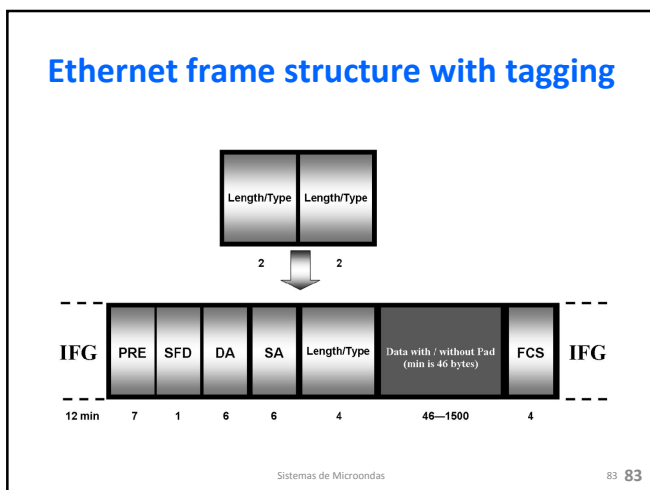 Ethernet frame structure with tagging
Length/Type Length/Type
2 2
IFG PRE SFD DA SA Length/Type Data with / without Pad
(min is 46 bytes) FCS IFG
12 min 7 1 6 6 4 46—1500 4
Sistemas de Microondas 83 83